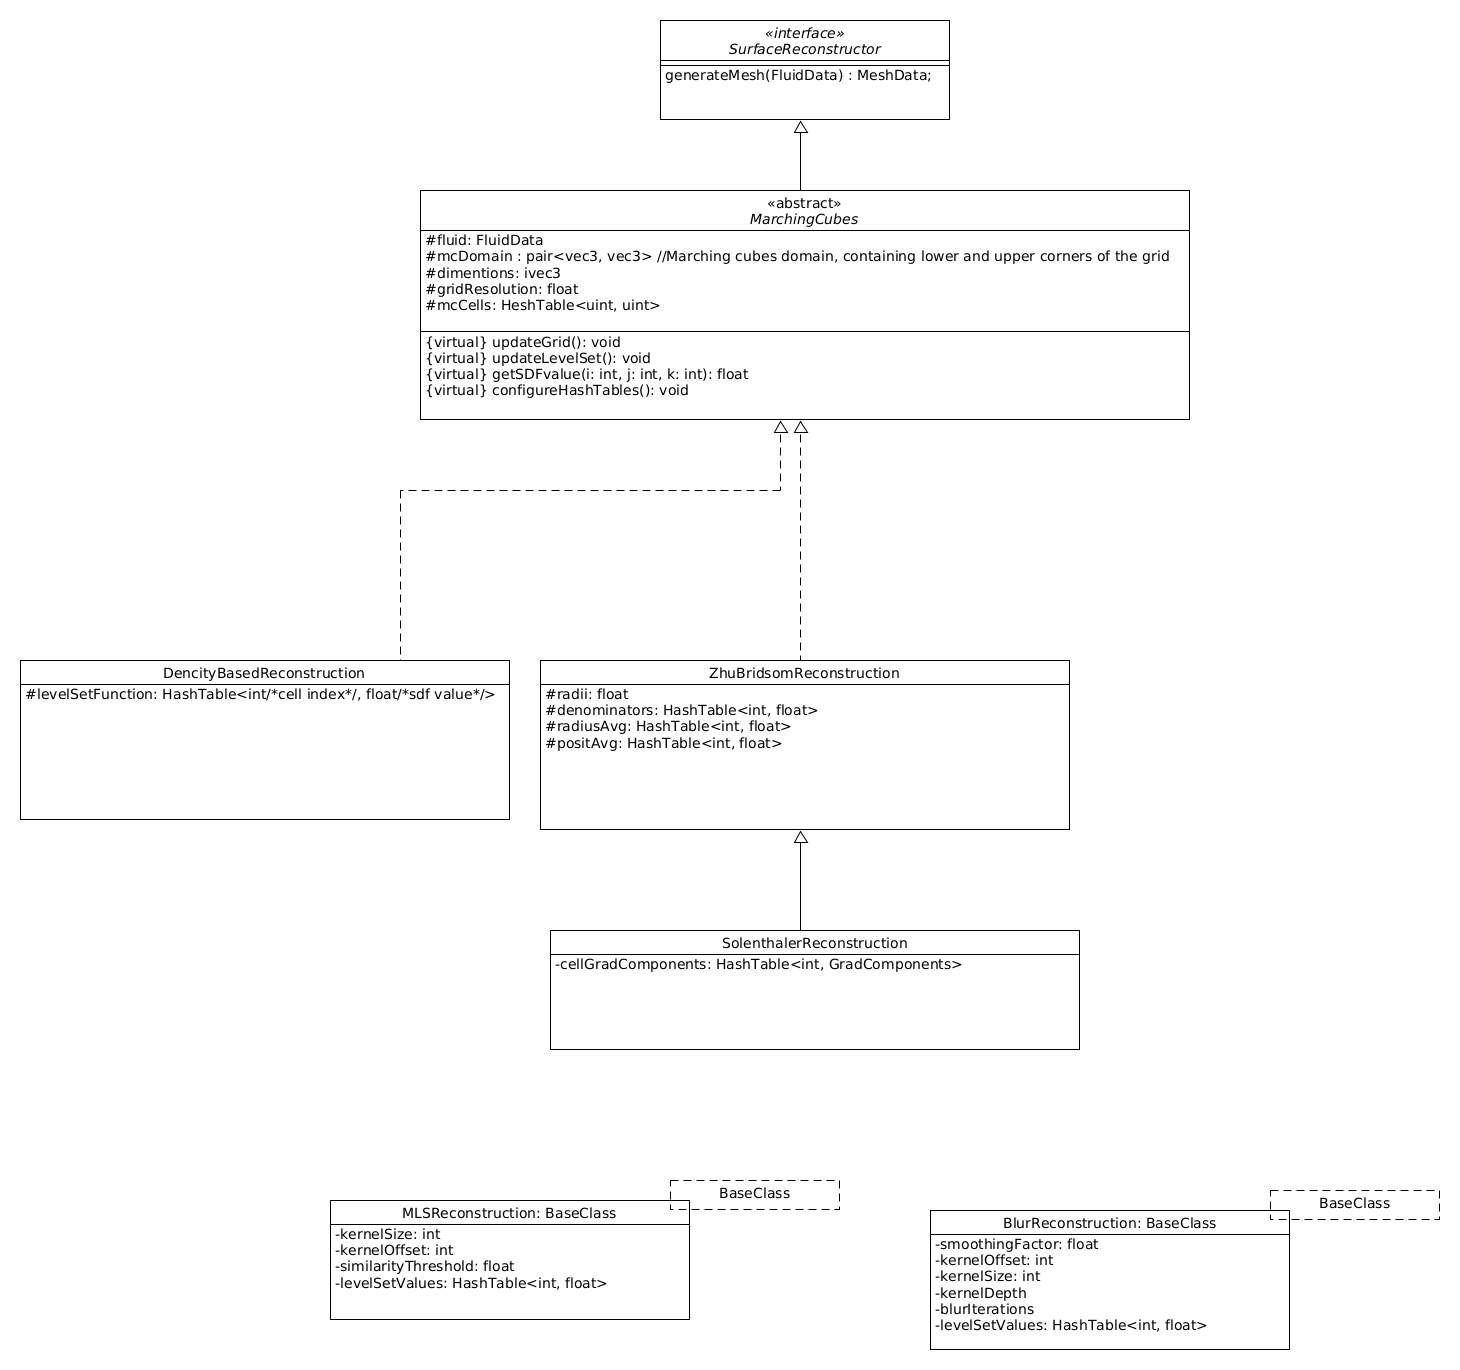 «interface»
SurfaceReconstructor
generateMesh(FluidData) : MeshData;
«abstract»
MarchingCubes
#fluid: FluidData
#mcDomain : pair<vec3, vec3> //Marching cubes domain, containing lower and upper corners of the grid
#dimentions: ivec3
#gridResolution: float
#mcCells: HeshTable<uint, uint>
{virtual} updateGrid(): void
{virtual} updateLevelSet(): void
{virtual} getSDFvalue(i: int, j: int, k: int): float
{virtual} configureHashTables(): void
DencityBasedReconstruction
#levelSetFunction: HashTable<int/*cell index*/, float/*sdf value*/>
ZhuBridsomReconstruction
#radii: float
#denominators: HashTable<int, float>
#radiusAvg: HashTable<int, float>
#positAvg: HashTable<int, float>
SolenthalerReconstruction
-cellGradComponents: HashTable<int, GradComponents>
BaseClass
MLSReconstruction: BaseClass
-kernelSize: int
-kernelOffset: int
-similarityThreshold: float
-levelSetValues: HashTable<int, float>
BaseClass
BlurReconstruction: BaseClass
-smoothingFactor: float
-kernelOffset: int
-kernelSize: int
-kernelDepth
-blurIterations
-levelSetValues: HashTable<int, float>